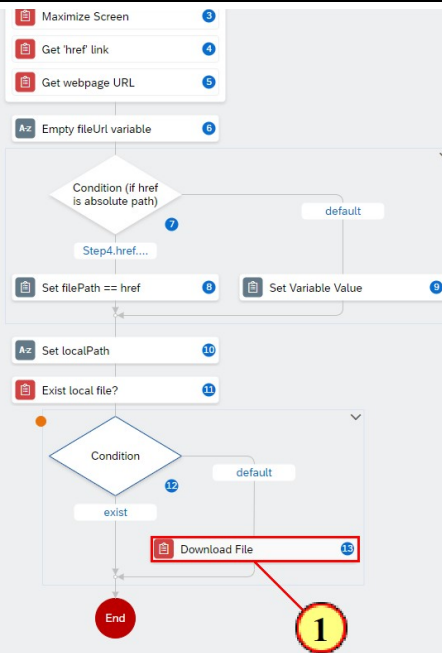 Maximize Screen 3
Get 'href' link 4
Get webpage URL 5
A-z Empty fileUrl variable 6
Condition (if href
is absolute path)
7
default
Step4.href....
Set filePath == href 8
Set Variable Value 9
A-z Set localPath 10
Exist local file? 11
Condition
12
default
exist
Download File 13
End
1